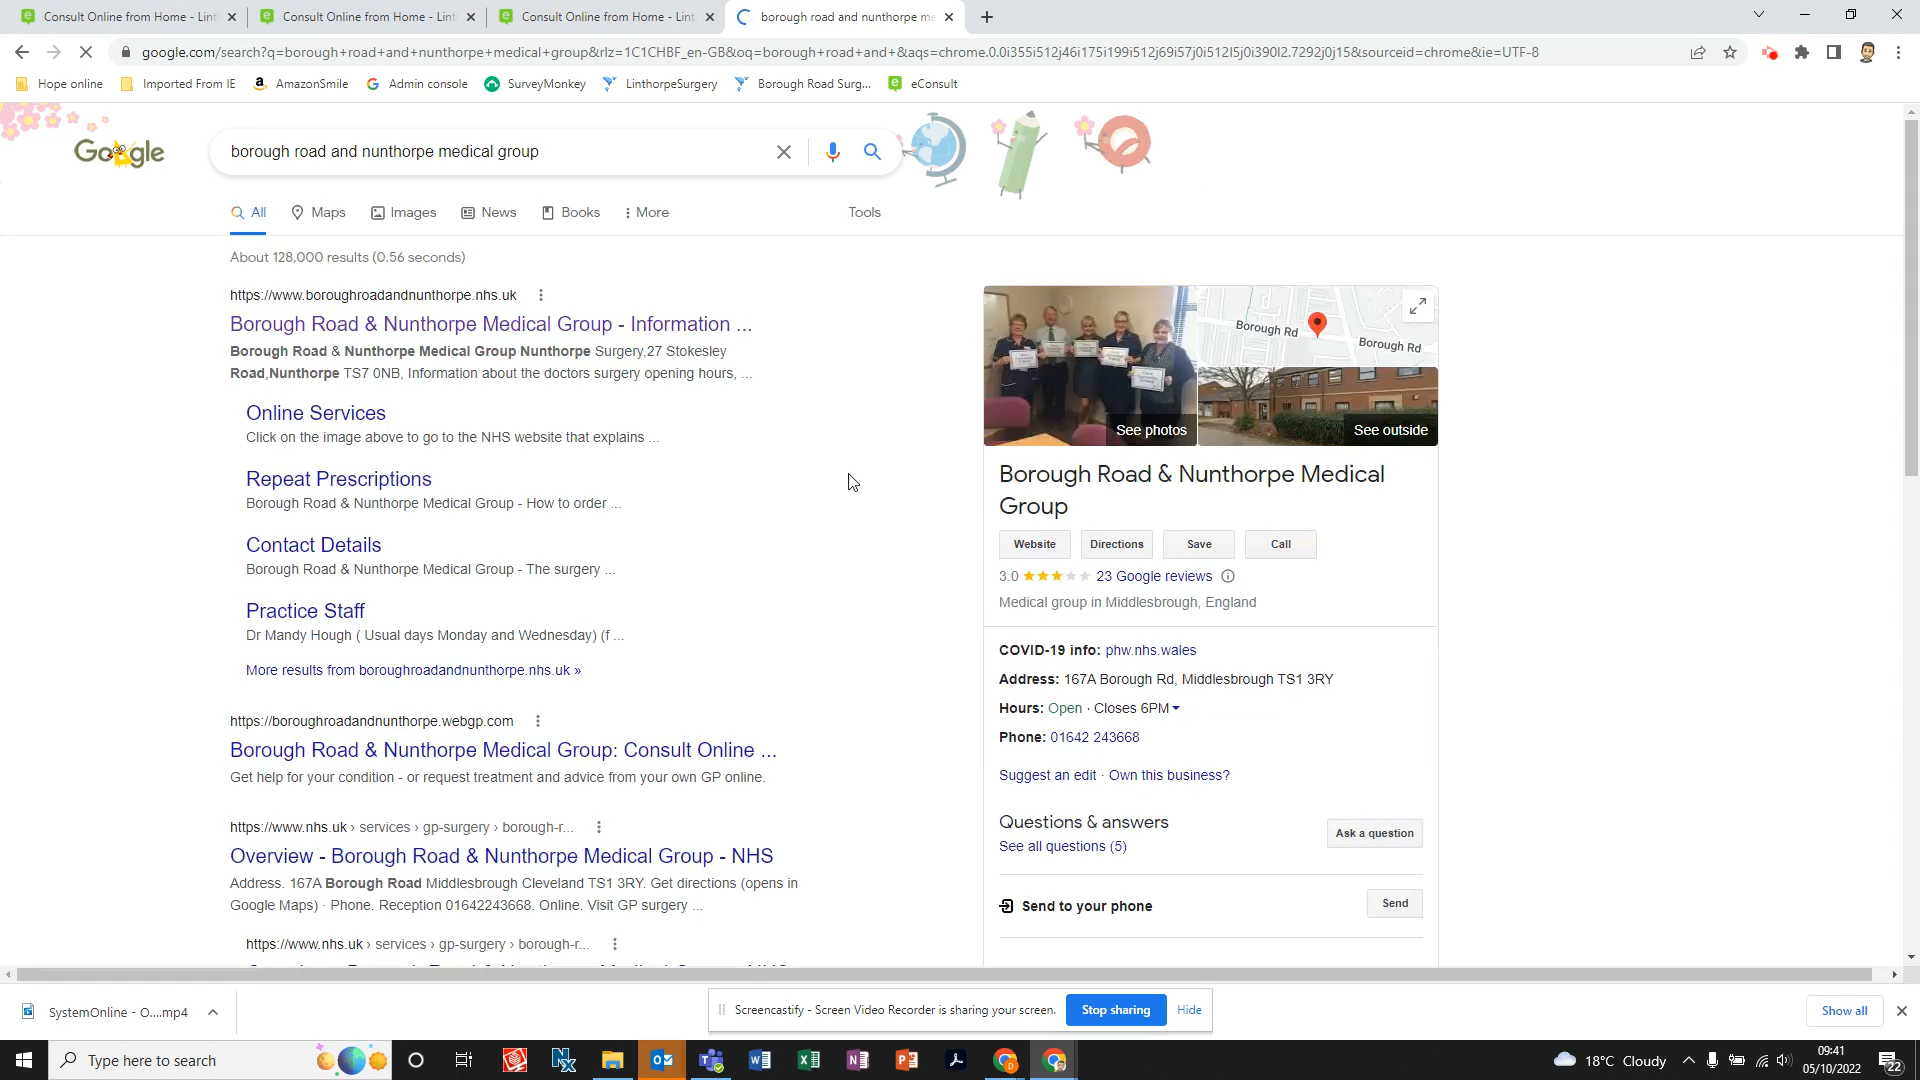 Consult Online from Home - Lint
Consult Online from Home - Lint
Consult Online from Home - Lint
borough road and nunthorpe me
google.com/search?q=borough+road+and+nunthorpe+medical+group&rlz=1C1CHBF_en-GB&oq=borough+road+and+&aqs=chrome.0.0i355i512j46i175i199i512j69i57j0i512l5j0i390l2.7292j0j15&sourceid=chrome&ie=UTF-8
Hope online
Imported From IE
AmazonSmile
Admin console
SurveyMonkey
LinthorpeSurgery
Borough Road Surg...
eConsult
Google
borough road and nunthorpe medical group
All
Maps
Images
News
Books
More
Tools
About 128,000 results (0.56 seconds)
https://www.boroughroadandnunthorpe.nhs.uk
Borough Road & Nunthorpe Medical Group - Information ...
Borough Road & Nunthorpe Medical Group Nunthorpe Surgery,27 Stokesley
Road,Nunthorpe TS7 0NB, Information about the doctors surgery opening hours, ...
Online Services
Click on the image above to go to the NHS website that explains ...
Repeat Prescriptions
Borough Road & Nunthorpe Medical Group - How to order ...
Contact Details
Borough Road & Nunthorpe Medical Group - The surgery ...
Practice Staff
Dr Mandy Hough ( Usual days Monday and Wednesday) (f ...
More results from boroughroadandnunthorpe.nhs.uk »
https://boroughroadandnunthorpe.webgp.com
Borough Road & Nunthorpe Medical Group: Consult Online ...
Get help for your condition - or request treatment and advice from your own GP online.
https://www.nhs.uk › services › gp-surgery › borough-r...
Overview - Borough Road & Nunthorpe Medical Group - NHS
Address. 167A Borough Road Middlesbrough Cleveland TS1 3RY. Get directions (opens in
Google Maps) · Phone. Reception 01642243668. Online. Visit GP surgery ...
https://www.nhs.uk › services › gp-surgery › borough-r...
Borough Rd
Borough Rd
See photos
See outside
Borough Road & Nunthorpe Medical
Group
Website
Directions
Save
Call
3.0
23 Google reviews
Medical group in Middlesbrough, England
COVID-19 info: phw.nhs.wales
Address: 167A Borough Rd, Middlesbrough TS1 3RY
Hours: Open · Closes 6PM
Phone: 01642 243668
Suggest an edit · Own this business?
Questions & answers
See all questions (5)
Ask a question
Send to your phone
Send
SystemOnline - O....mp4
Screencastify - Screen Video Recorder is sharing your screen.
Stop sharing
Hide
Show all
Type here to search
18°C Cloudy
09:41
05/10/2022
22